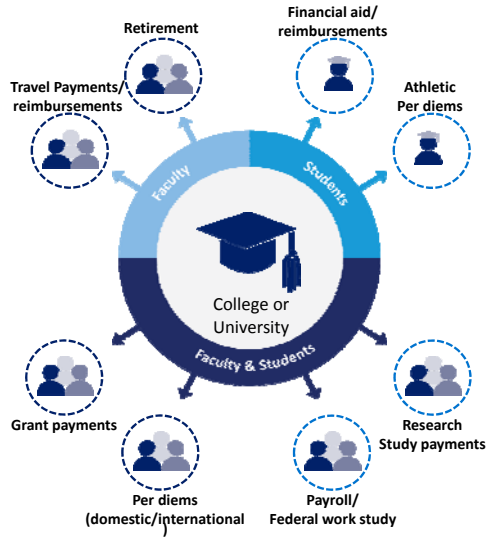 Retirement
Financial aid/
reimbursements
Travel Payments/
reimbursements
Athletic
Per diems
Faculty
Students
College or
University
Faculty & Students
Grant payments
Research
Study payments
Per diems
(domestic/international
)
Payroll/
Federal work study